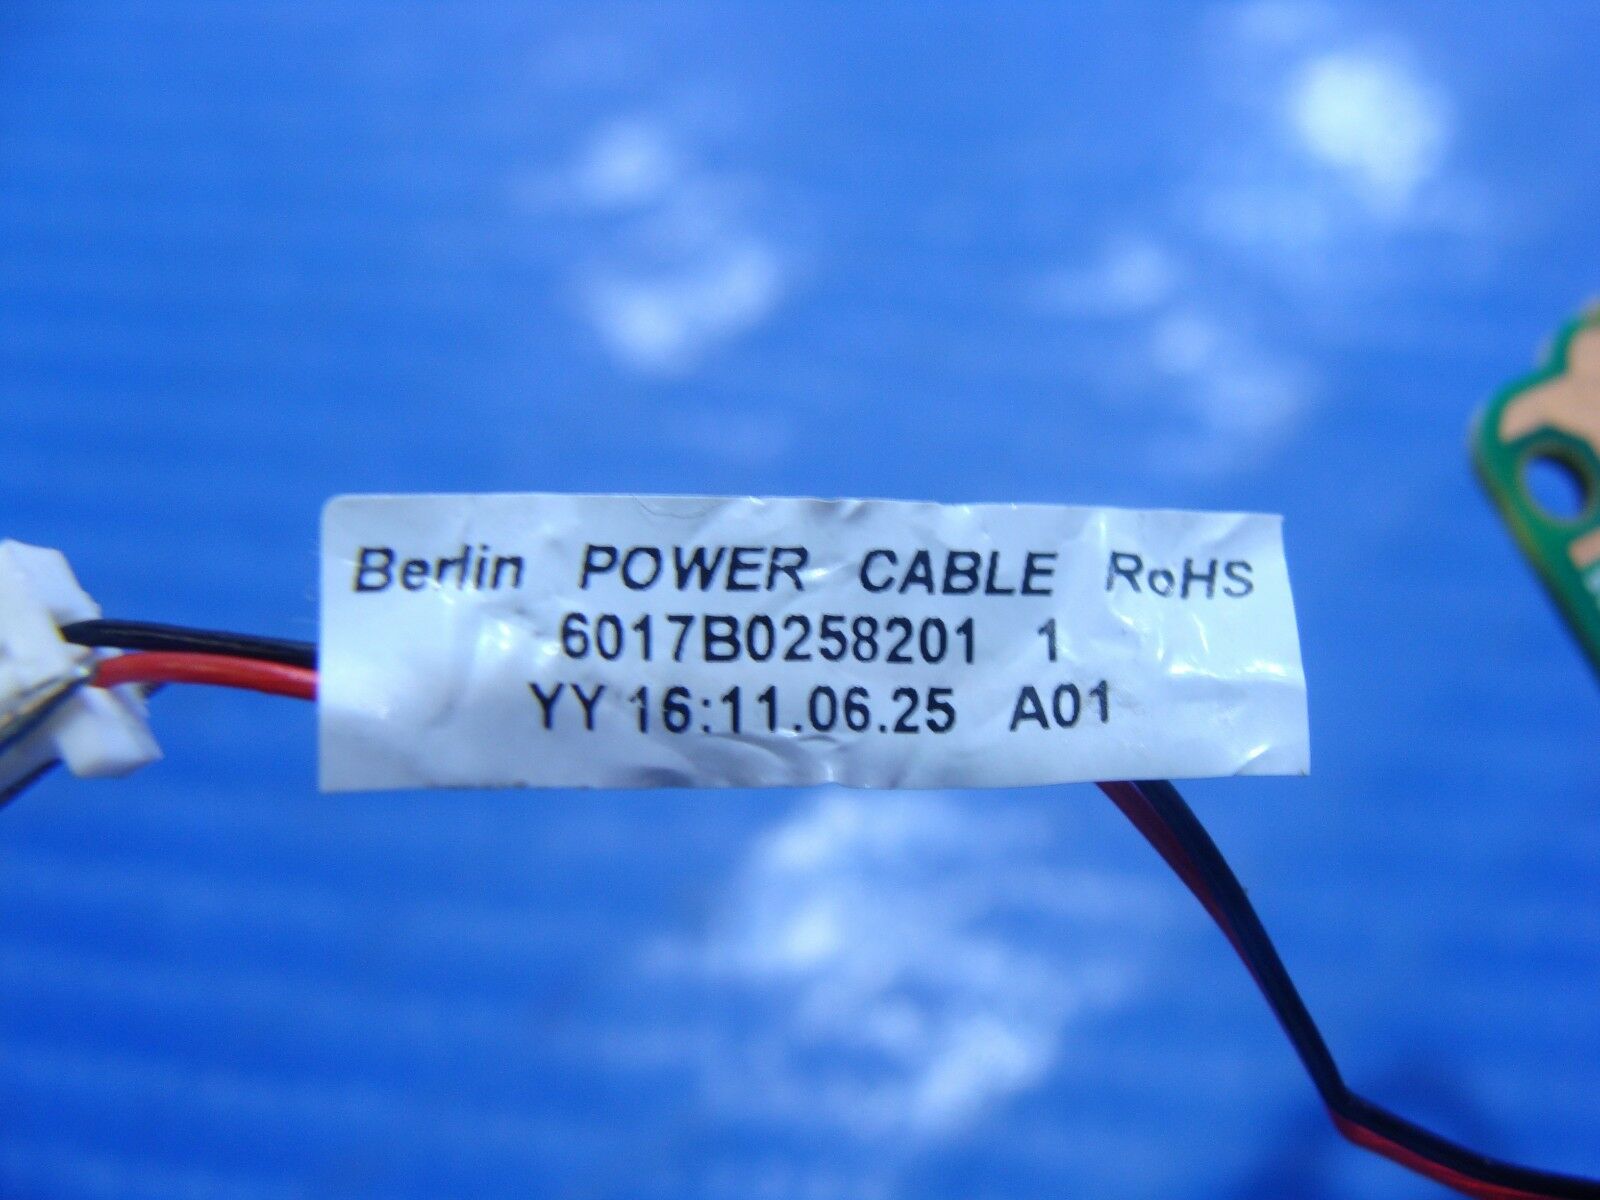 Berlin POWER CABLE RoHS
6017B0258201 1
YY 16:11.06.25 A01